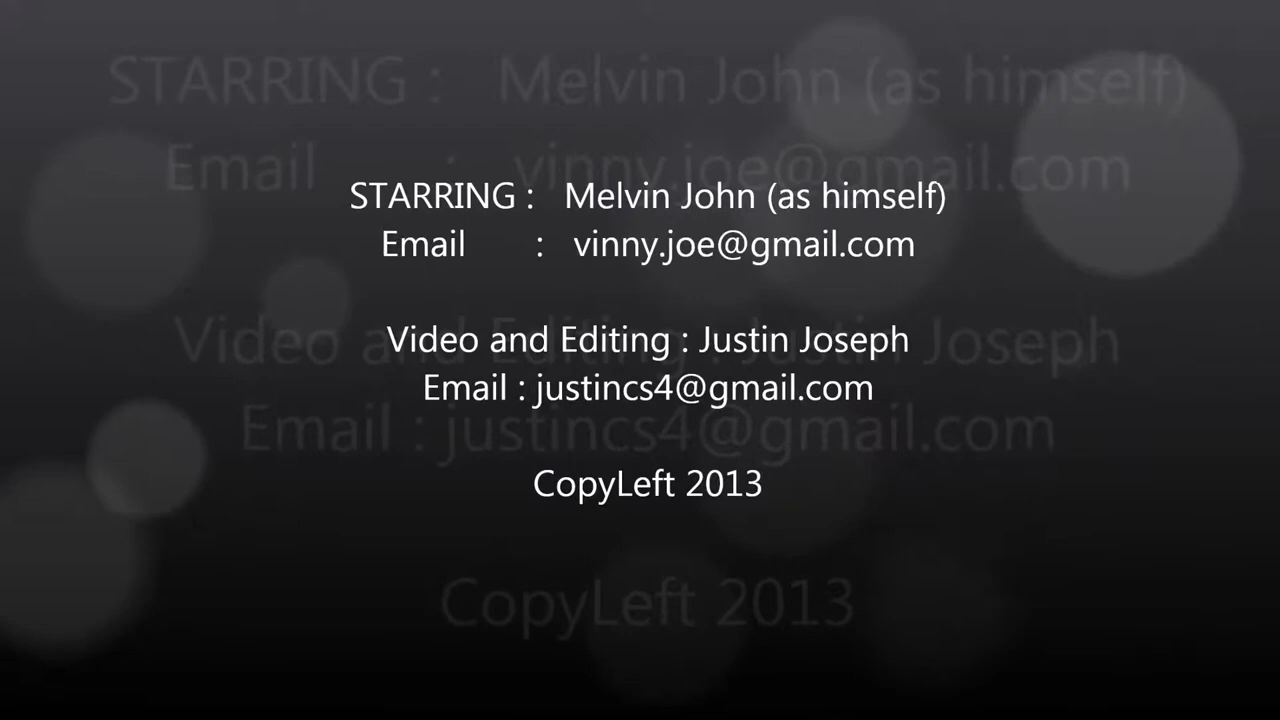 STARRING : Melvin John (as himself)
Email : vinny.joe@gmail.com
Video and Editing : Justin Joseph
Email : justincs4@gmail.com
CopyLeft 2013